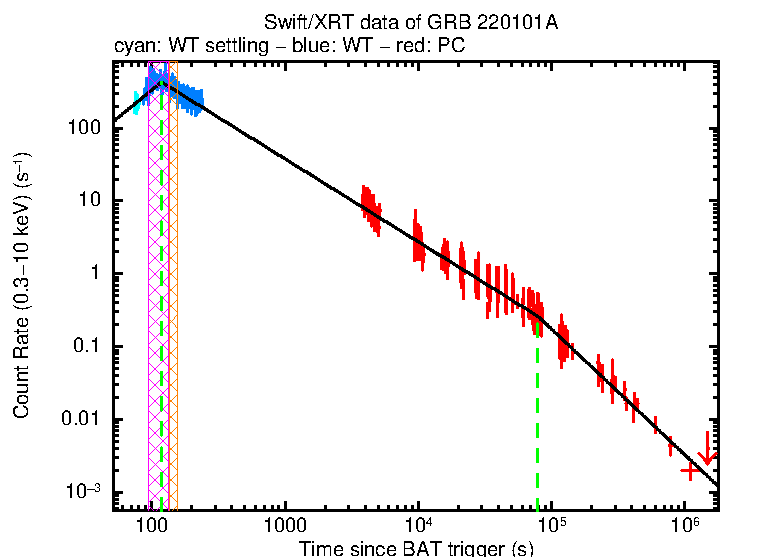 Swift/XRT data of GRB 220101A
cyan: WT settling – blue: WT – red: PC
Count Rate (0.3–10 keV) (s⁻¹)
100
10
1
0.1
0.01
10⁻³
100
1000
10⁴
10⁵
10⁶
Time since BAT trigger (s)